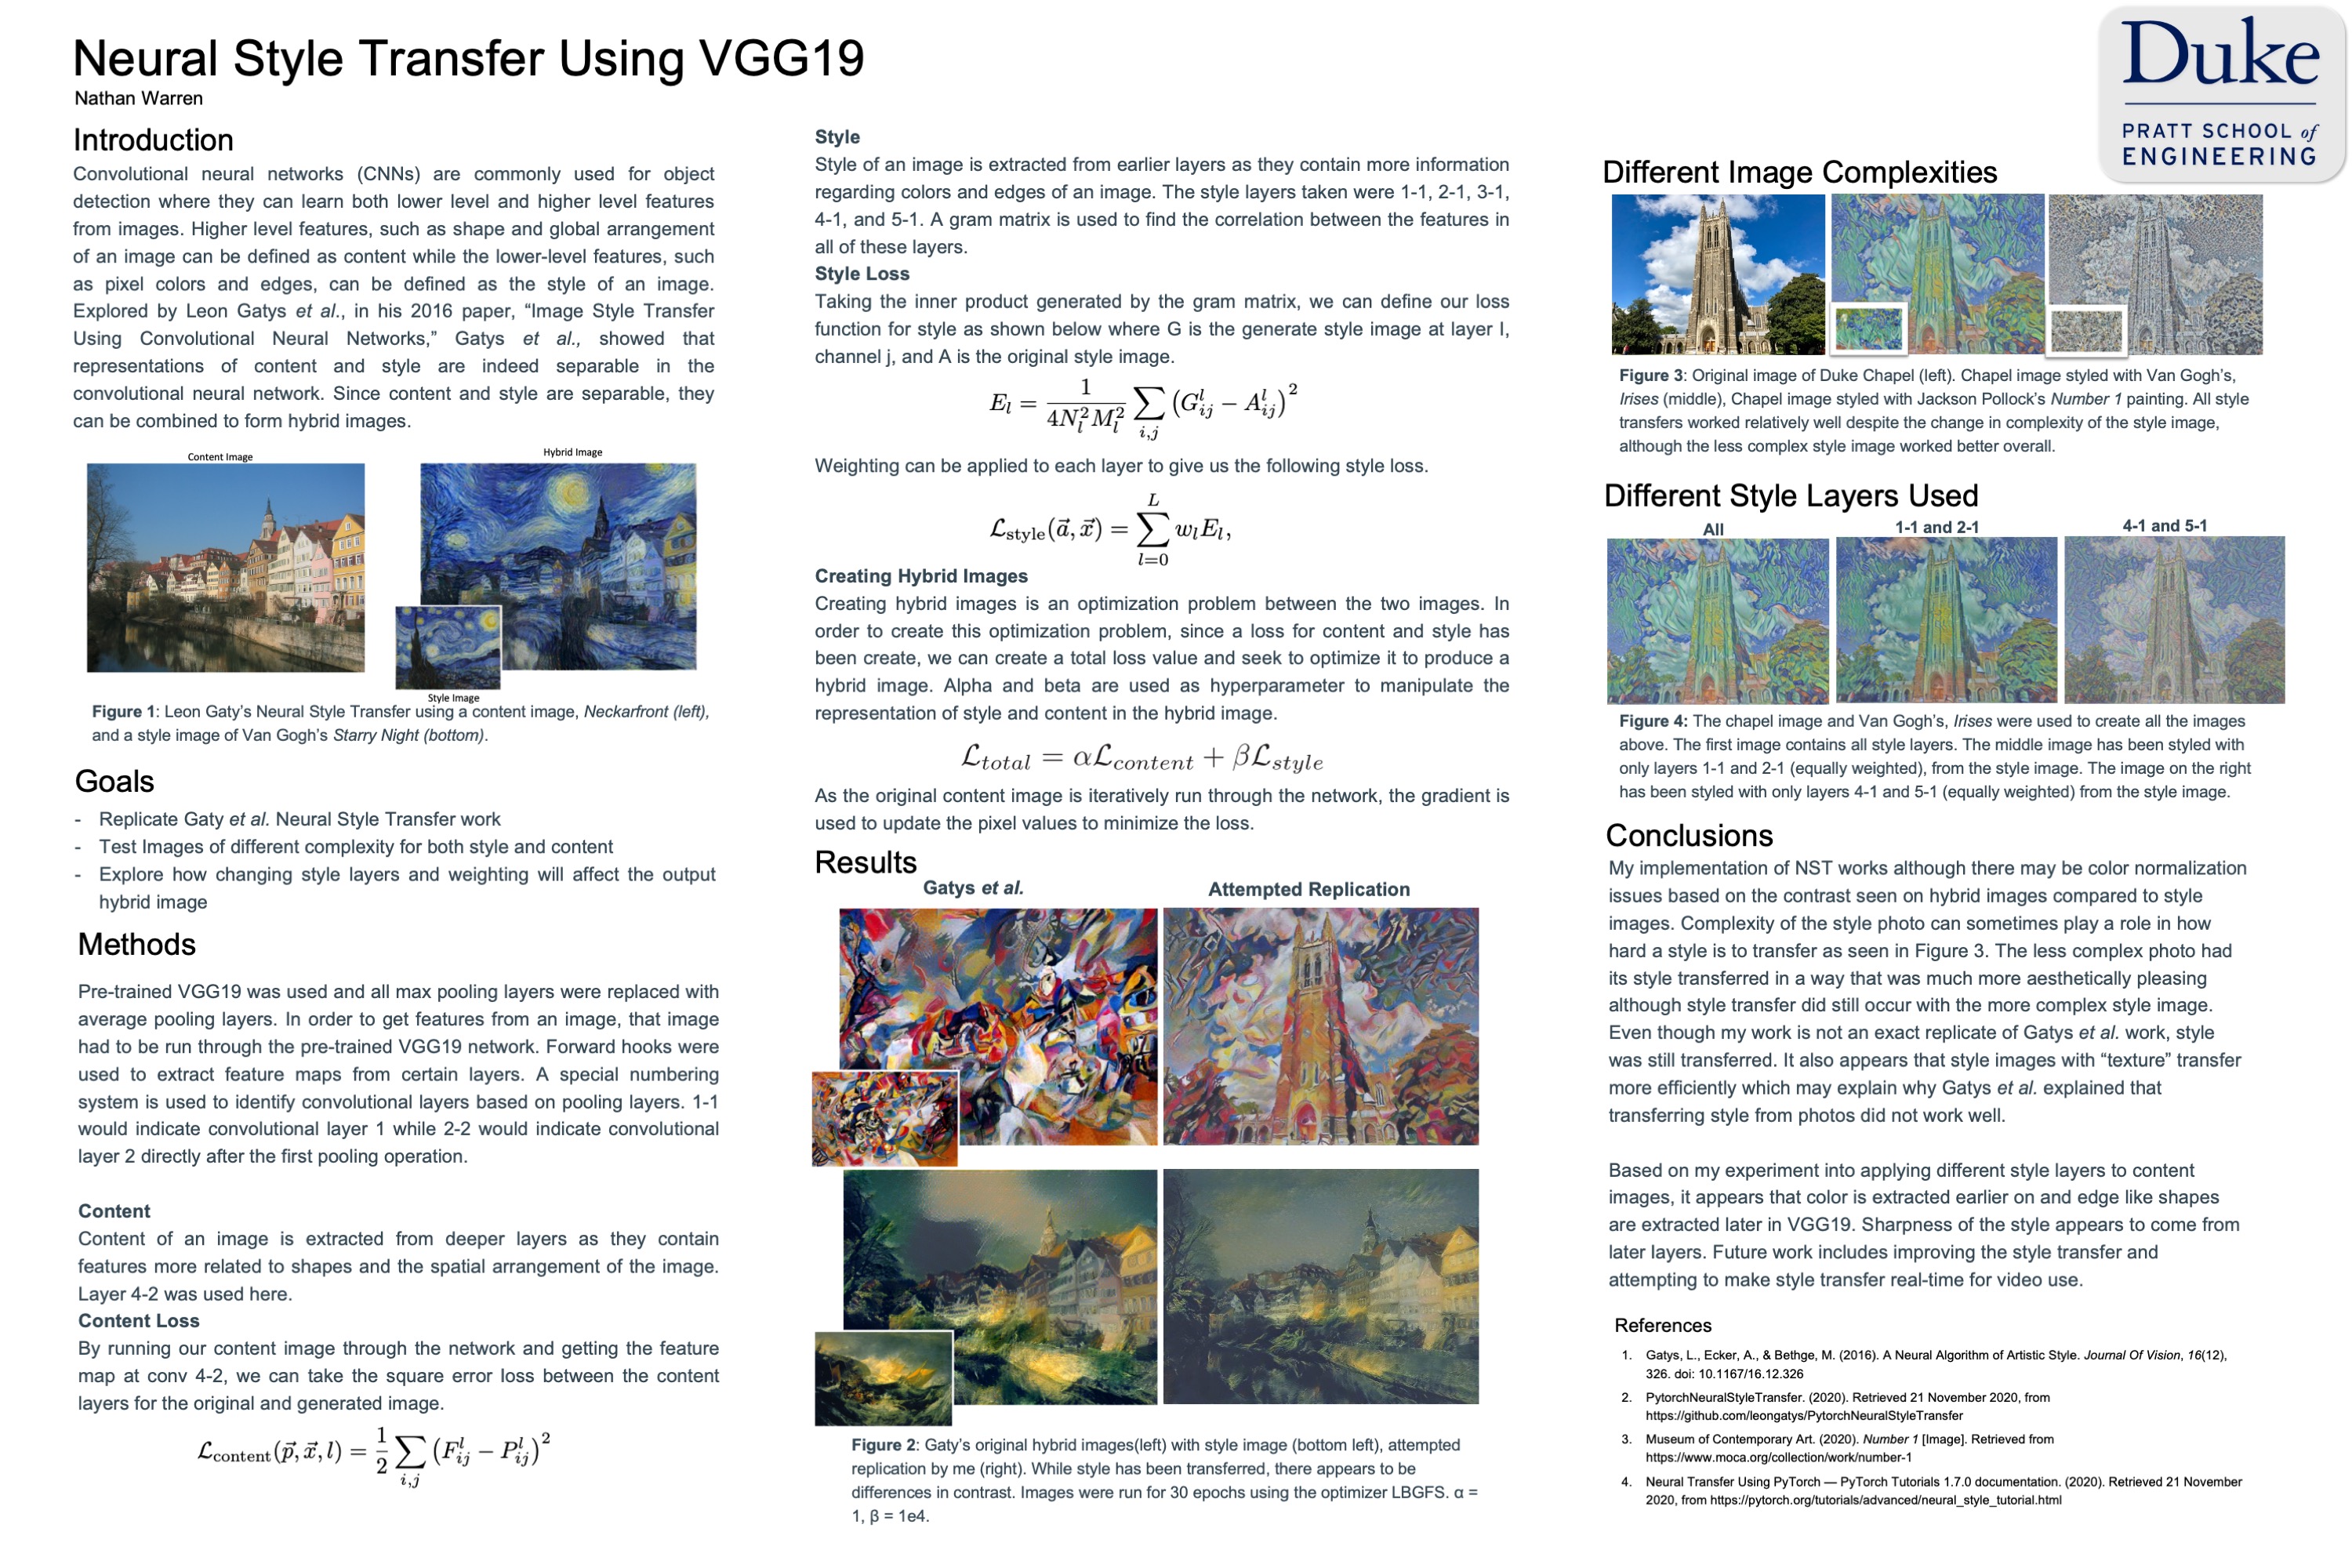 Neural Style Transfer Using VGG19
Nathan Warren
Duke
PRATT SCHOOL of
ENGINEERING
Introduction
Convolutional neural networks (CNNs) are commonly used for object
detection where they can learn both lower level and higher level features
from images. Higher level features, such as shape and global arrangement
of an image can be defined as content while the lower-level features, such
as pixel colors and edges, can be defined as the style of an image.
Explored by Leon Gatys et al., in his 2016 paper, “Image Style Transfer
Using Convolutional Neural Networks,” Gatys et al., showed that
representations of content and style are indeed separable in the
convolutional neural network. Since content and style are separable, they
can be combined to form hybrid images.
Content Image
Hybrid Image
Style Image
Figure 1: Leon Gaty’s Neural Style Transfer using a content image, Neckarfront (left),
and a style image of Van Gogh’s Starry Night (bottom).
Goals
- Replicate Gaty et al. Neural Style Transfer work
- Test Images of different complexity for both style and content
- Explore how changing style layers and weighting will affect the output
hybrid image
Methods
Pre-trained VGG19 was used and all max pooling layers were replaced with
average pooling layers. In order to get features from an image, that image
had to be run through the pre-trained VGG19 network. Forward hooks were
used to extract feature maps from certain layers. A special numbering
system is used to identify convolutional layers based on pooling layers. 1-1
would indicate convolutional layer 1 while 2-2 would indicate convolutional
layer 2 directly after the first pooling operation.
Content
Content of an image is extracted from deeper layers as they contain
features more related to shapes and the spatial arrangement of the image.
Layer 4-2 was used here.
Content Loss
By running our content image through the network and getting the feature
map at conv 4-2, we can take the square error loss between the content
layers for the original and generated image.
ℒcontent(p⃗, x⃗, l) = 1/2 ∑i,j (Fˡij − Pˡij)²
Style
Style of an image is extracted from earlier layers as they contain more information
regarding colors and edges of an image. The style layers taken were 1-1, 2-1, 3-1,
4-1, and 5-1. A gram matrix is used to find the correlation between the features in
all of these layers.
Style Loss
Taking the inner product generated by the gram matrix, we can define our loss
function for style as shown below where G is the generate style image at layer l,
channel j, and A is the original style image.
E_l = 1/(4N_l²M_l²) ∑i,j (Gˡij − Aˡij)²
Weighting can be applied to each layer to give us the following style loss.
ℒstyle(a⃗, x⃗) = ∑ l=0 L w_l E_l,
Creating Hybrid Images
Creating hybrid images is an optimization problem between the two images. In
order to create this optimization problem, since a loss for content and style has
been create, we can create a total loss value and seek to optimize it to produce a
hybrid image. Alpha and beta are used as hyperparameter to manipulate the
representation of style and content in the hybrid image.
ℒtotal = αℒcontent + βℒstyle
As the original content image is iteratively run through the network, the gradient is
used to update the pixel values to minimize the loss.
Results
Gatys et al.
Attempted Replication
Figure 2: Gaty’s original hybrid images(left) with style image (bottom left), attempted
replication by me (right). While style has been transferred, there appears to be
differences in contrast. Images were run for 30 epochs using the optimizer LBGFS. α =
1, β = 1e4.
Different Image Complexities
Figure 3: Original image of Duke Chapel (left). Chapel image styled with Van Gogh’s,
Irises (middle), Chapel image styled with Jackson Pollock’s Number 1 painting. All style
transfers worked relatively well despite the change in complexity of the style image,
although the less complex style image worked better overall.
Different Style Layers Used
All
1-1 and 2-1
4-1 and 5-1
Figure 4: The chapel image and Van Gogh’s, Irises were used to create all the images
above. The first image contains all style layers. The middle image has been styled with
only layers 1-1 and 2-1 (equally weighted), from the style image. The image on the right
has been styled with only layers 4-1 and 5-1 (equally weighted) from the style image.
Conclusions
My implementation of NST works although there may be color normalization
issues based on the contrast seen on hybrid images compared to style
images. Complexity of the style photo can sometimes play a role in how
hard a style is to transfer as seen in Figure 3. The less complex photo had
its style transferred in a way that was much more aesthetically pleasing
although style transfer did still occur with the more complex style image.
Even though my work is not an exact replicate of Gatys et al. work, style
was still transferred. It also appears that style images with “texture” transfer
more efficiently which may explain why Gatys et al. explained that
transferring style from photos did not work well.
Based on my experiment into applying different style layers to content
images, it appears that color is extracted earlier on and edge like shapes
are extracted later in VGG19. Sharpness of the style appears to come from
later layers. Future work includes improving the style transfer and
attempting to make style transfer real-time for video use.
References
1. Gatys, L., Ecker, A., & Bethge, M. (2016). A Neural Algorithm of Artistic Style. Journal Of Vision, 16(12),
326. doi: 10.1167/16.12.326
2. PytorchNeuralStyleTransfer. (2020). Retrieved 21 November 2020, from
https://github.com/leongatys/PytorchNeuralStyleTransfer
3. Museum of Contemporary Art. (2020). Number 1 [Image]. Retrieved from
https://www.moca.org/collection/work/number-1
4. Neural Transfer Using PyTorch — PyTorch Tutorials 1.7.0 documentation. (2020). Retrieved 21 November
2020, from https://pytorch.org/tutorials/advanced/neural_style_tutorial.html